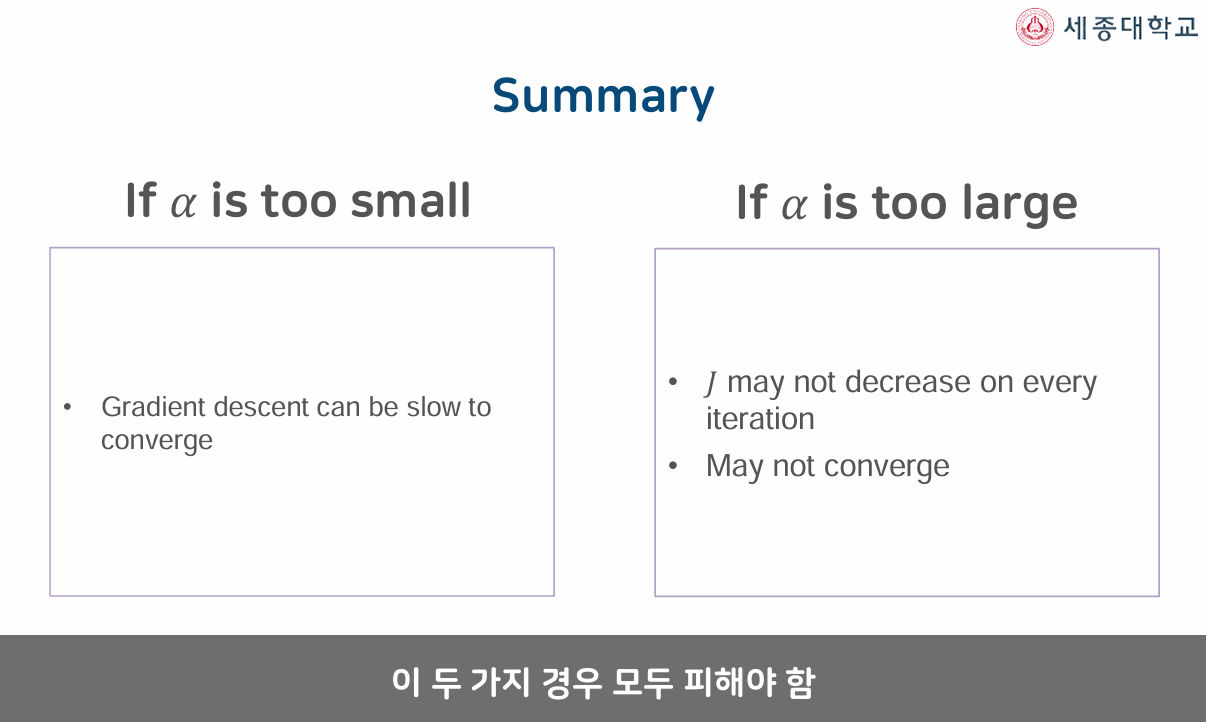 세종대학교
Summary
If α is too small
If α is too large
• Gradient descent can be slow to
converge
• J may not decrease on every
iteration
• May not converge
이 두 가지 경우 모두 피해야 함